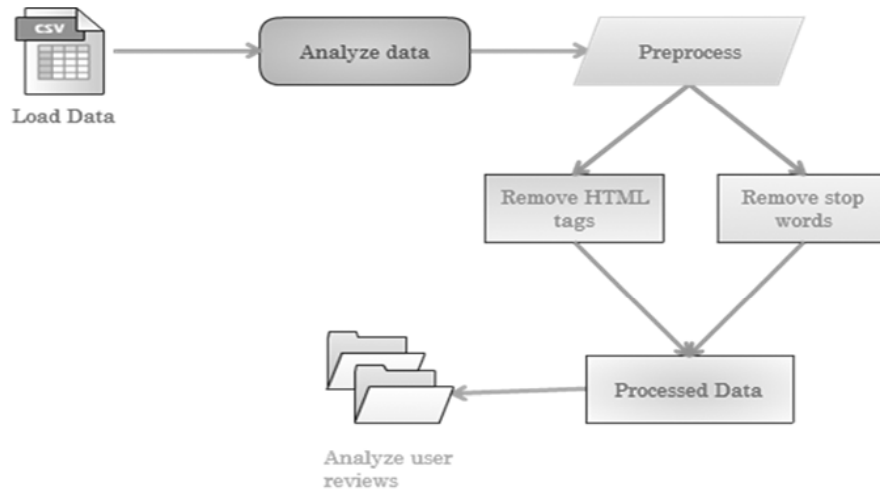 CSV
Load Data
Analyze data
Preprocess
Remove HTML
tags
Remove stop
words
Processed Data
Analyze user
reviews